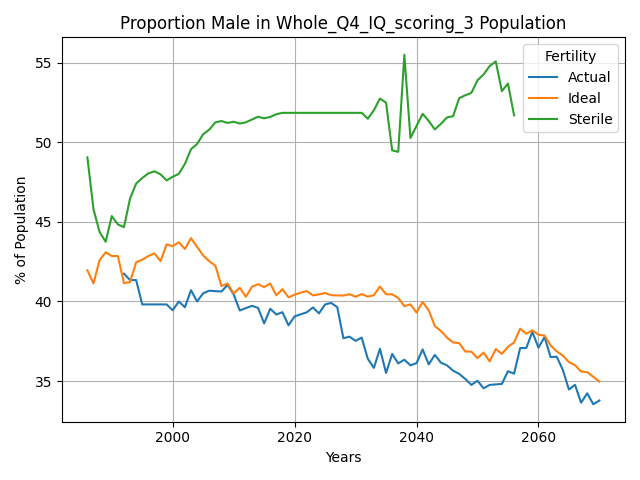 Proportion Male in Whole_Q4_IQ_scoring_3 Population
Fertility
Actual
Ideal
Sterile
% of Population
55
50
45
40
35
2000
2020
2040
2060
Years